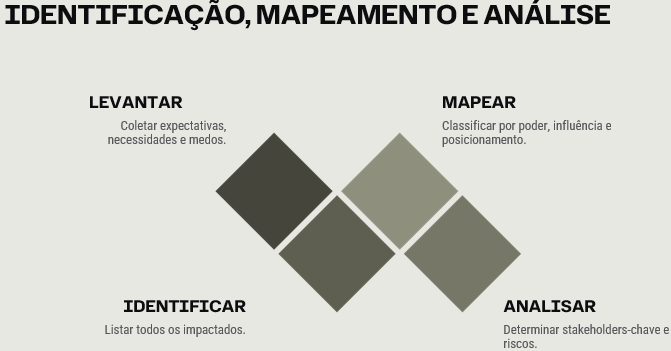 IDENTIFICAÇÃO, MAPEAMENTO E ANÁLISE
LEVANTAR
Coletar expectativas,
necessidades e medos.
MAPEAR
Classificar por poder, influência e
posicionamento.
IDENTIFICAR
Listar todos os impactados.
ANALISAR
Determinar stakeholders-chave e
riscos.